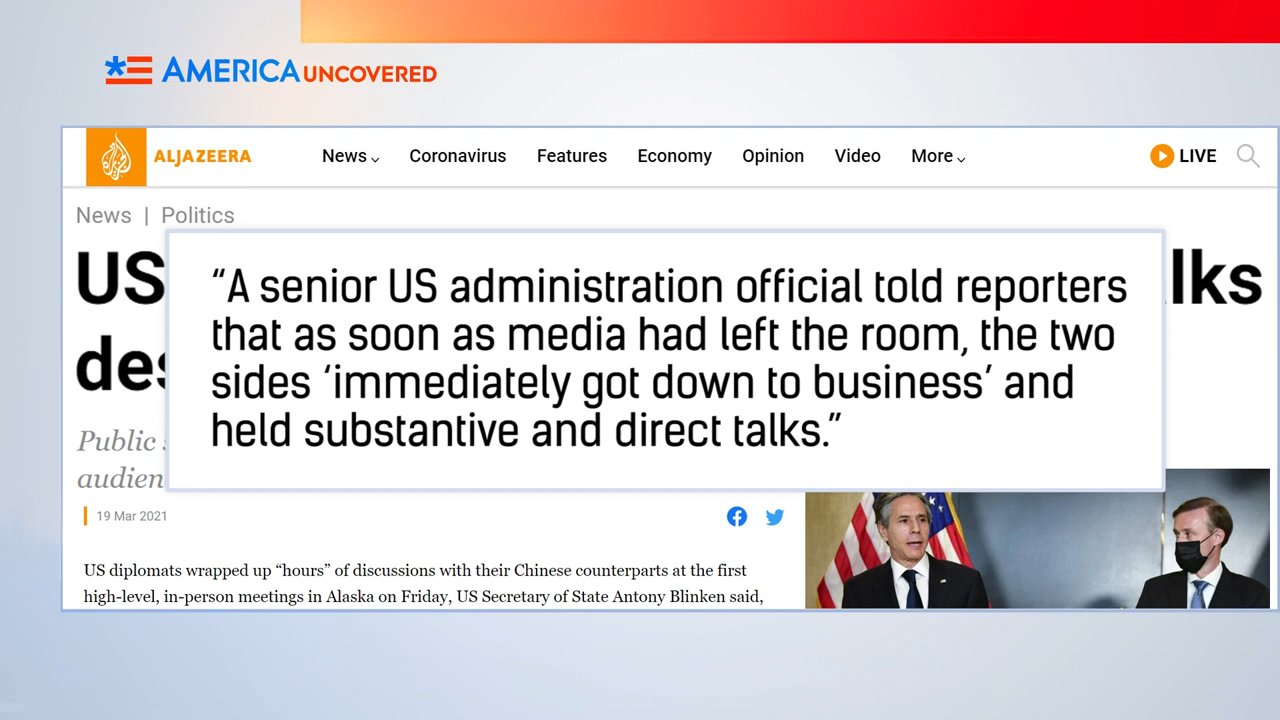 AMERICA UNCOVERED
ALJAZEERA
News Coronavirus Features Economy Opinion Video More LIVE
News | Politics
US
lks
des
“A senior US administration official told reporters
that as soon as media had left the room, the two
sides ‘immediately got down to business’ and
held substantive and direct talks.”
Public
audien
19 Mar 2021
US diplomats wrapped up “hours” of discussions with their Chinese counterparts at the first
high-level, in-person meetings in Alaska on Friday, US Secretary of State Antony Blinken said,